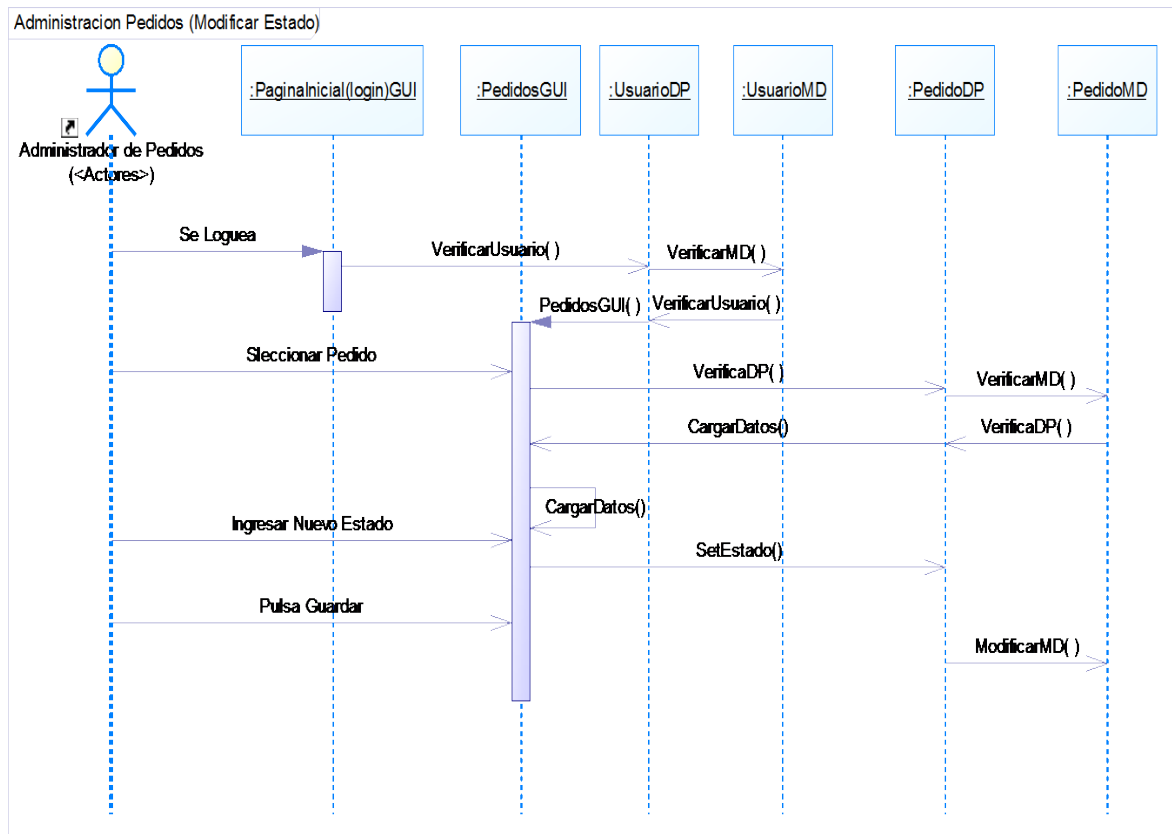 Administracion Pedidos (Modificar Estado)
:PaginaInicial(login)GUI
:PedidosGUI
:UsuarioDP
:UsuarioMD
:PedidoDP
:PedidoMD
Administrador de Pedidos
(<Actores>)
Se Loguea
VerificarUsuario( )
VerificarMD( )
PedidosGUI( )
VerificarUsuario( )
Sleccionar Pedido
VerificaDP( )
VerificarMD( )
CargarDatos()
VerificaDP( )
CargarDatos()
Ingresar Nuevo Estado
SetEstado()
Pulsa Guardar
ModificarMD( )